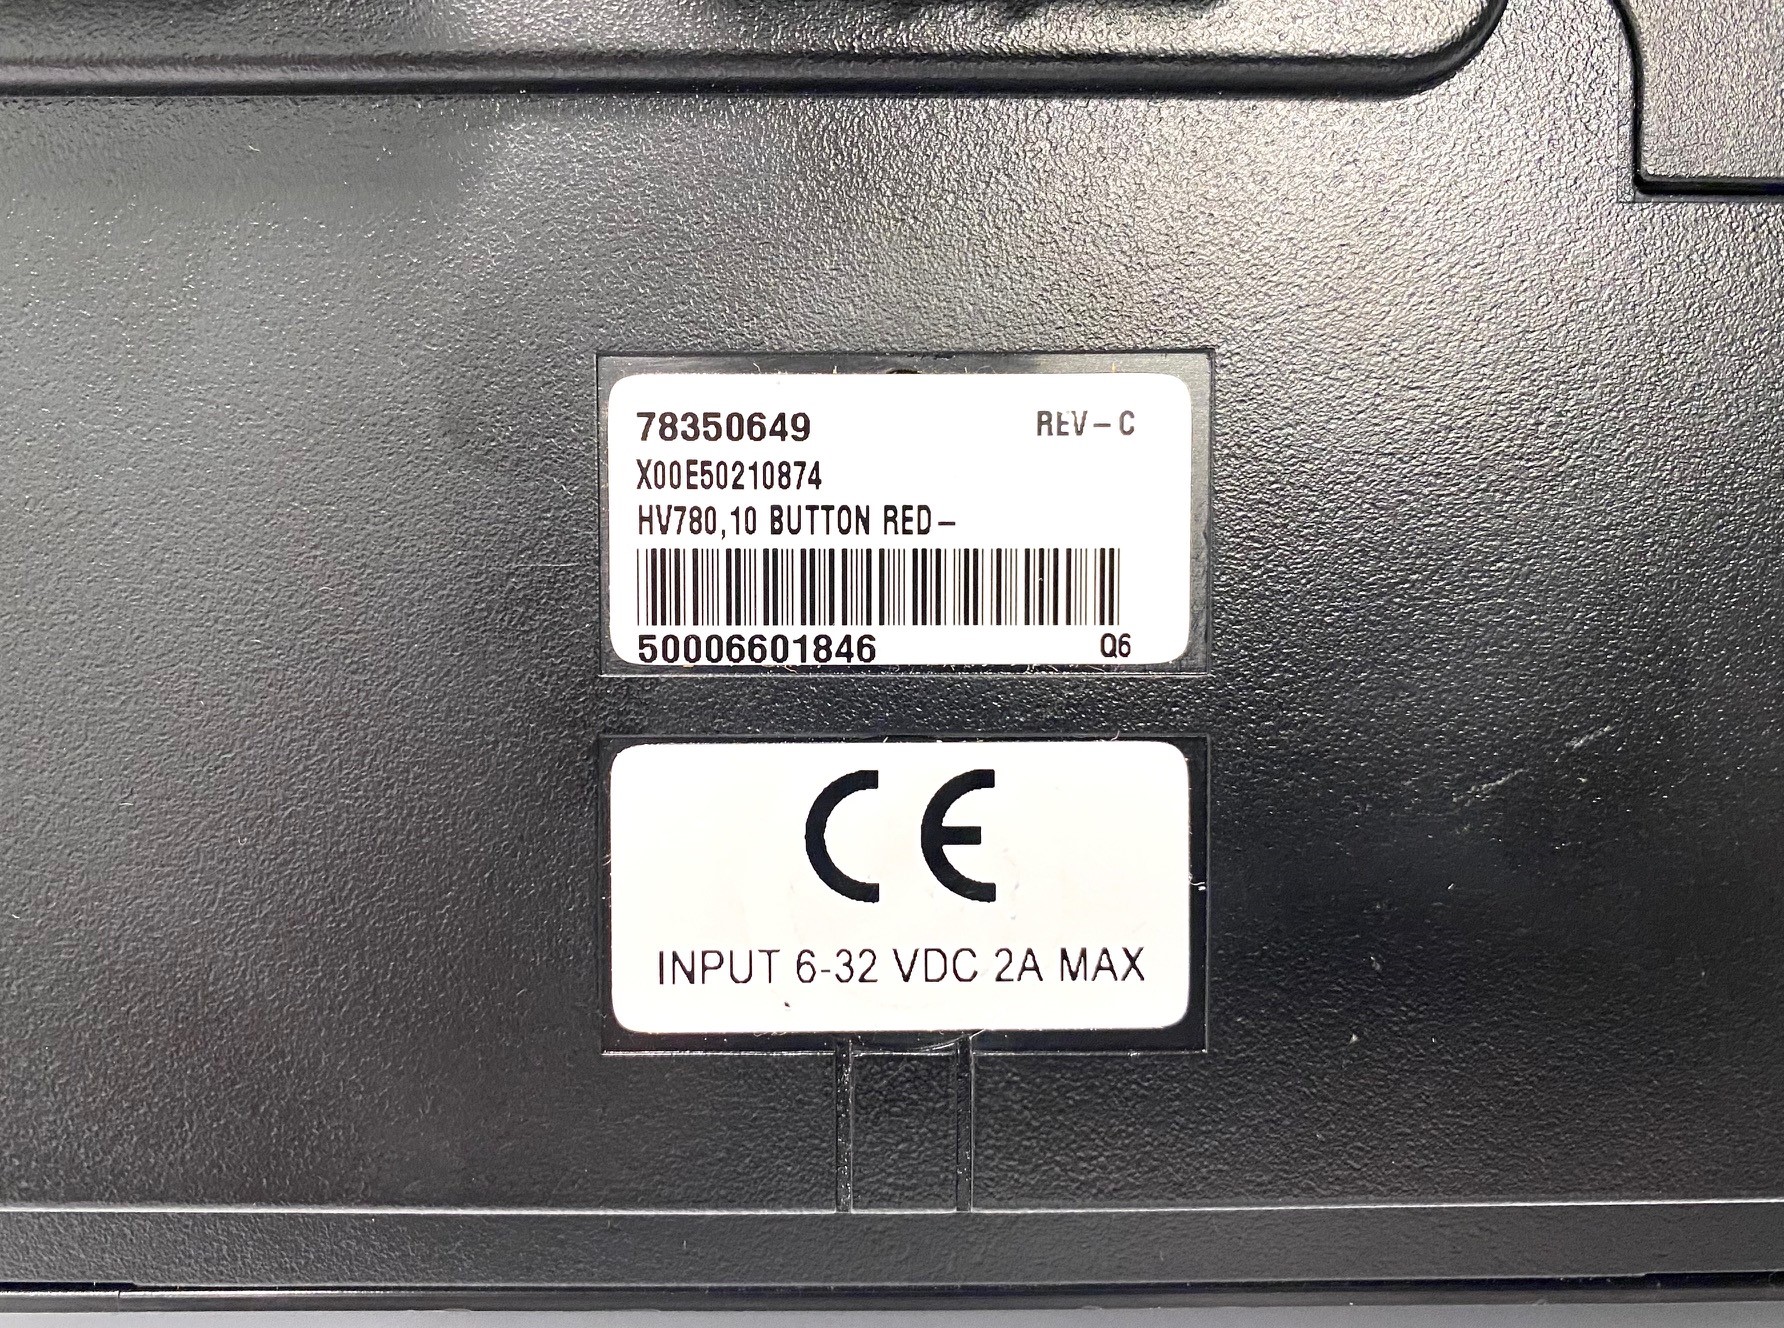 78350649 REV-C
X00E50210874
HV780,10 BUTTON RED-
50006601846 Q6
CE
INPUT 6-32 VDC 2A MAX